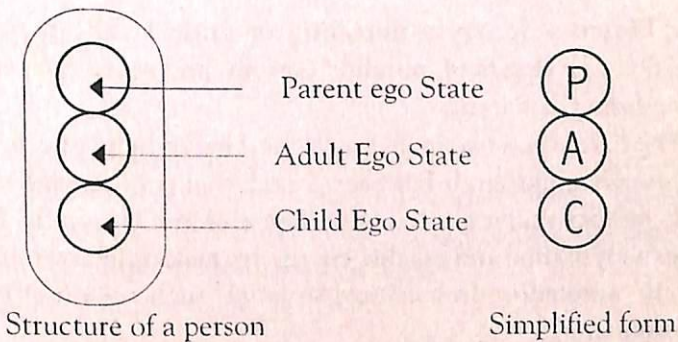 Parent ego State P
Adult Ego State A
Child Ego State C
Structure of a person Simplified form